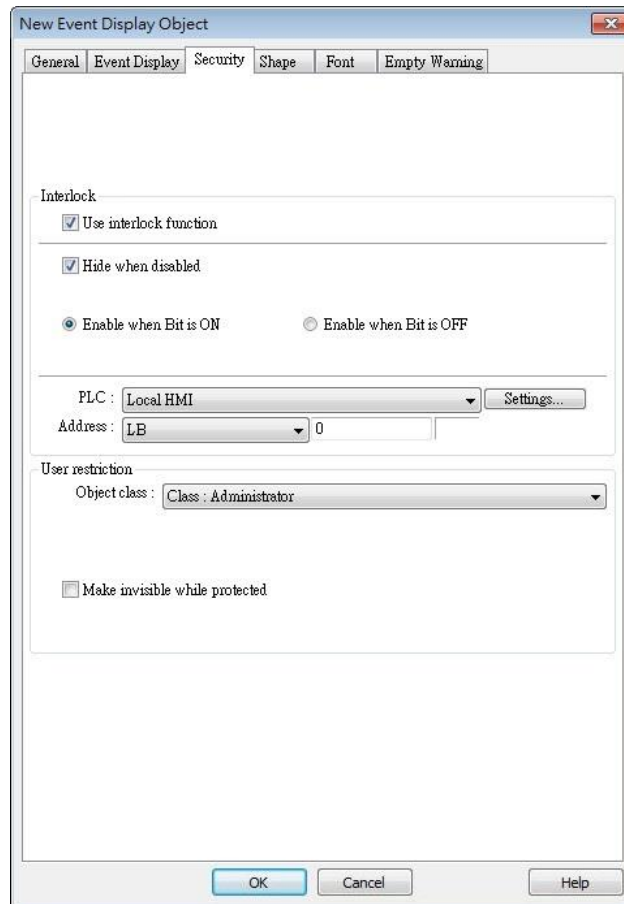 New Event Display Object
General Event Display Security Shape Font Empty Warning
Interlock
Use interlock function
Hide when disabled
Enable when Bit is ON Enable when Bit is OFF
PLC : Local HMI Settings...
Address : LB 0
User restriction
Object class : Class : Administrator
Make invisible while protected
OK Cancel Help